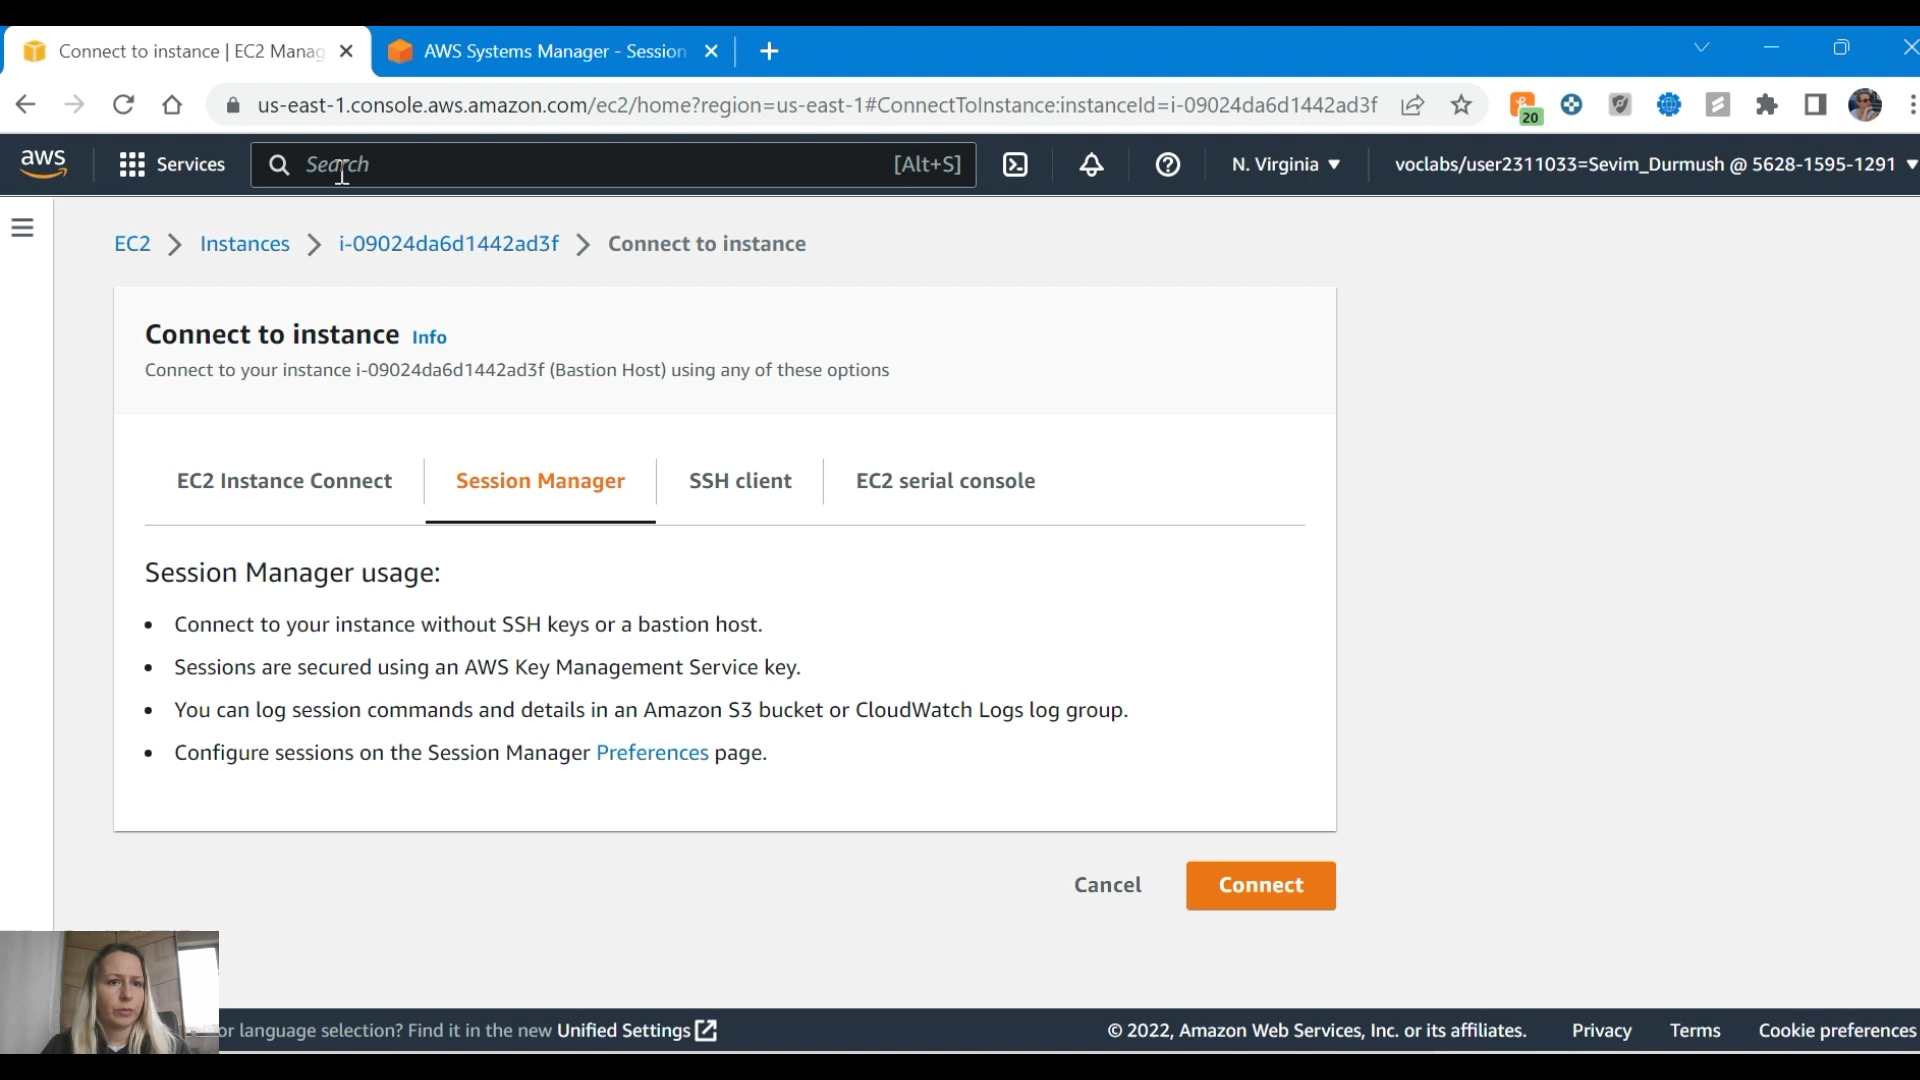 Connect to instance | EC2 Manag
AWS Systems Manager - Session
us-east-1.console.aws.amazon.com/ec2/home?region=us-east-1#ConnectToInstance:instanceId=i-09024da6d1442ad3f
20
aws
Services
Search
[Alt+S]
N. Virginia
voclabs/user2311033=Sevim_Durmush @ 5628-1595-1291
EC2 > Instances > i-09024da6d1442ad3f > Connect to instance
Connect to instance Info
Connect to your instance i-09024da6d1442ad3f (Bastion Host) using any of these options
EC2 Instance Connect
Session Manager
SSH client
EC2 serial console
Session Manager usage:
• Connect to your instance without SSH keys or a bastion host.
• Sessions are secured using an AWS Key Management Service key.
• You can log session commands and details in an Amazon S3 bucket or CloudWatch Logs log group.
• Configure sessions on the Session Manager Preferences page.
Cancel
Connect
or language selection? Find it in the new Unified Settings
© 2022, Amazon Web Services, Inc. or its affiliates.
Privacy
Terms
Cookie preferences